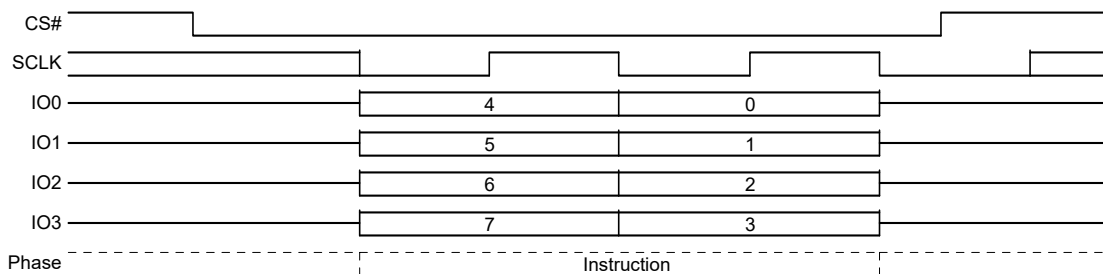 CS#
SCLK
IO0 4 0
IO1 5 1
IO2 6 2
IO3 7 3
Phase Instruction